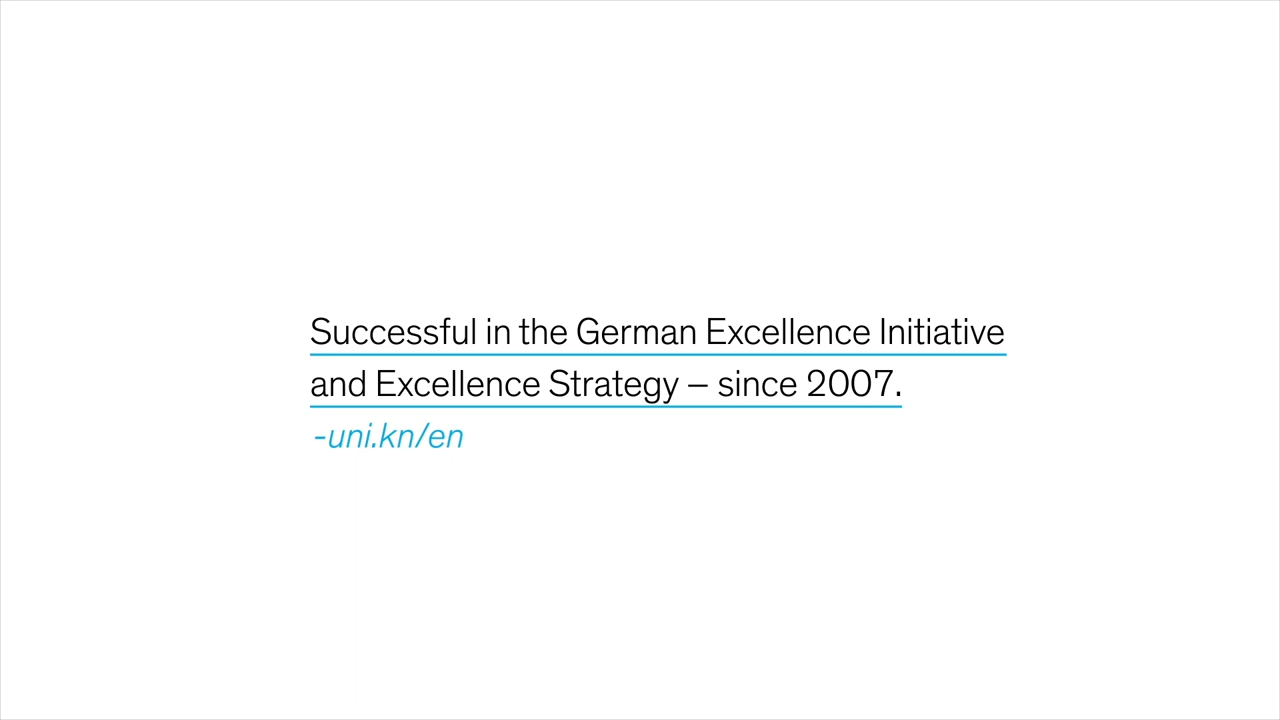 Successful in the German Excellence Initiative
and Excellence Strategy – since 2007.
-uni.kn/en